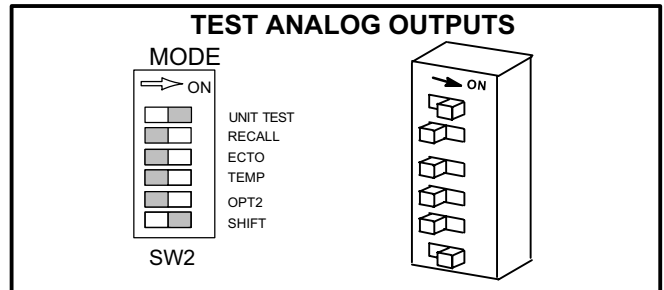 TEST ANALOG OUTPUTS
MODE
ON
UNIT TEST
RECALL
ECTO
TEMP
OPT2
SHIFT
SW2
ON